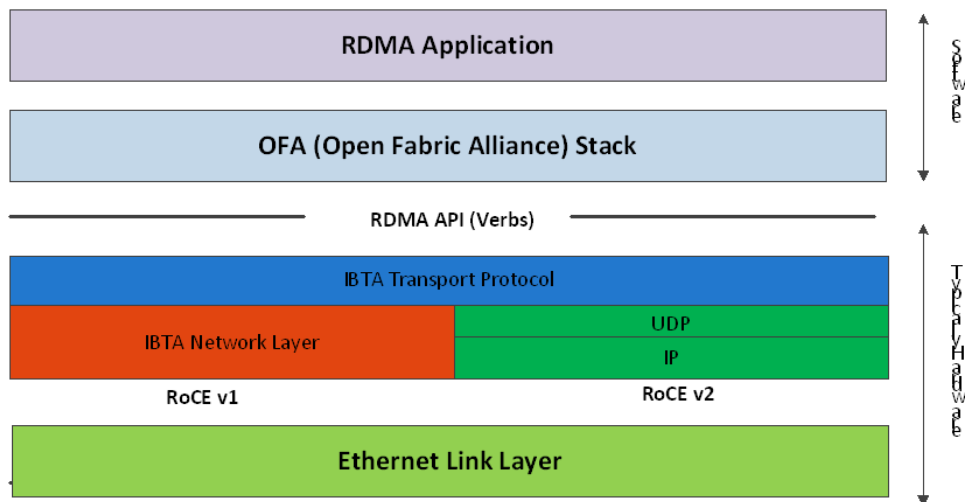 RDMA Application
OFA (Open Fabric Alliance) Stack
RDMA API (Verbs)
IBTA Transport Protocol
IBTA Network Layer
UDP
IP
RoCE v1
RoCE v2
Ethernet Link Layer
Software